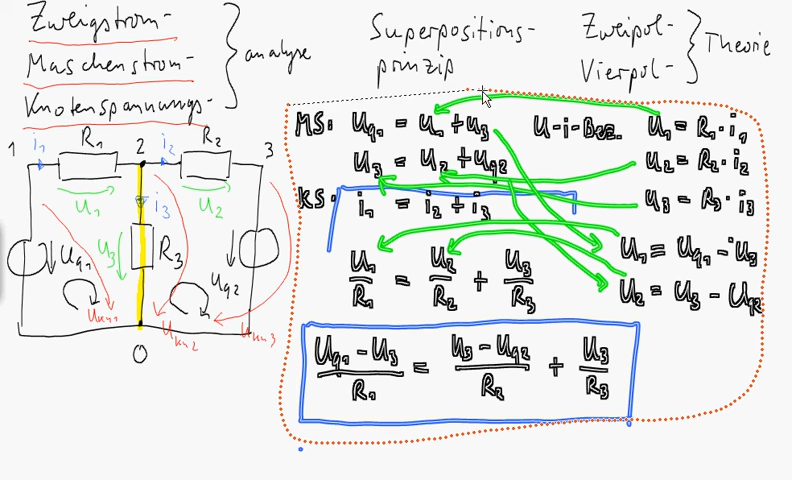 Zweigstrom-
Maschenstrom-
Knotenspannungs-
analyse
Superpositions-
prinzip
Zweipol-
Vierpol-
Theorie
1 i1 R1 2 i2 R2 3
u1 i3 u2
uq1 u3 R3 uq2
ukn1 ukn2 ukn3
0
MS: uq1 = u1 + u3 u-i-Bez. u1 = R1 · i1
u3 = u2 + uq2 u2 = R2 · i2
KS: i1 = i2 + i3 u3 = R3 · i3
u1 = uq1 - u3
u1/R1 = u2/R2 + u3/R3
u2 = u3 - uq2
(uq1 - u3)/R1 = (u3 - uq2)/R2 + u3/R3